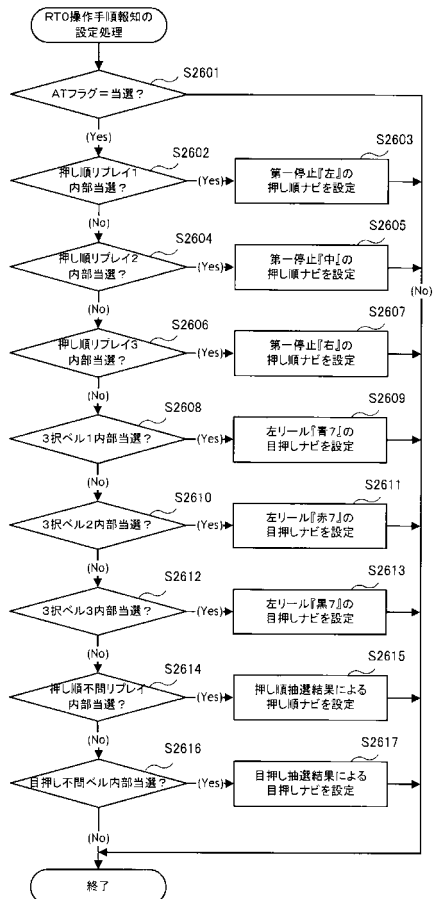 RT0操作手順報知の
設定処理
S2601
ATフラグ=当選?
(Yes)
S2602
押し順リプレイ1
内部当選?
(Yes)
S2603
第一停止『左』の
押し順ナビを設定
(No)
S2604
押し順リプレイ2
内部当選?
(Yes)
S2605
第一停止『中』の
押し順ナビを設定
(No)
(No)
S2606
押し順リプレイ3
内部当選?
(Yes)
S2607
第一停止『右』の
押し順ナビを設定
(No)
S2608
3択ベル1内部当選?
(Yes)
S2609
左リール『青7』の
目押しナビを設定
(No)
S2610
3択ベル2内部当選?
(Yes)
S2611
左リール『赤7』の
目押しナビを設定
(No)
S2612
3択ベル3内部当選?
(Yes)
S2613
左リール『黒7』の
目押しナビを設定
(No)
S2614
押し順不問リプレイ
内部当選?
(Yes)
S2615
押し順抽選結果による
押し順ナビを設定
(No)
S2616
目押し不問ベル内部当選?
(Yes)
S2617
目押し抽選結果による
目押しナビを設定
(No)
終了